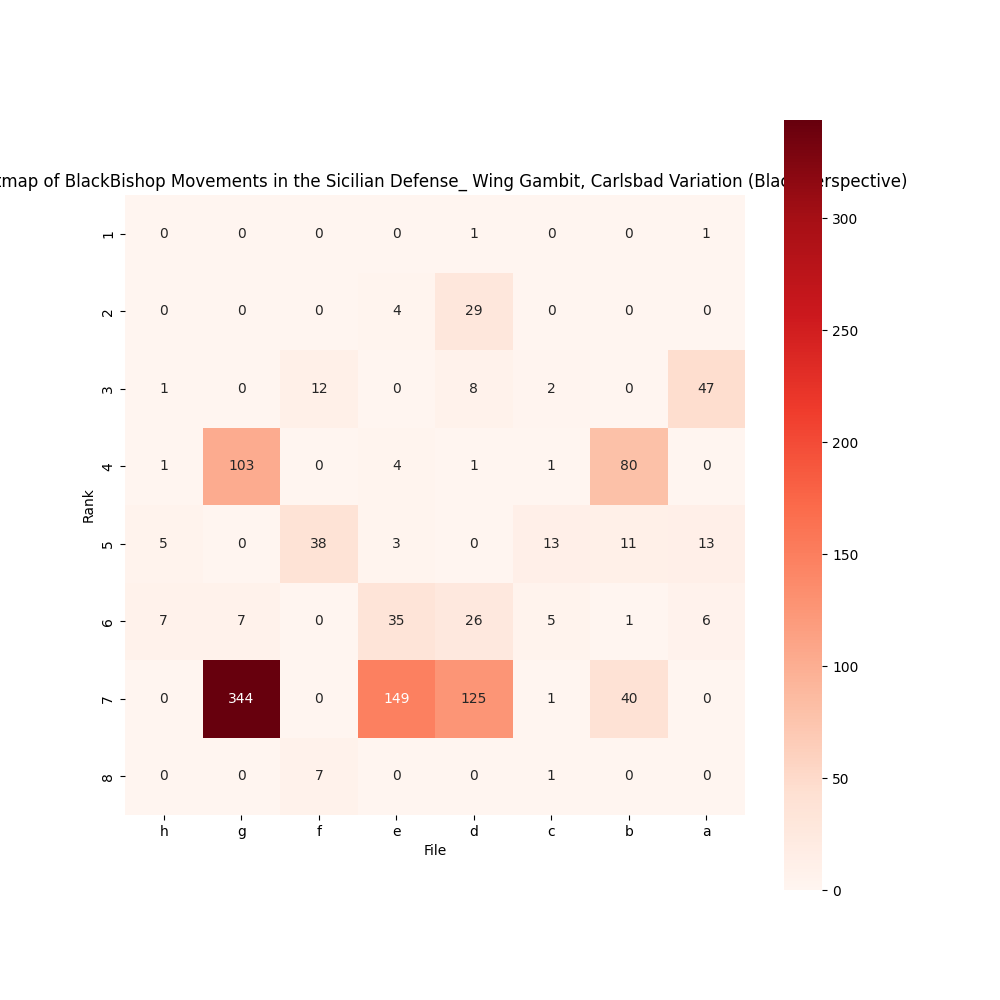 tmap of BlackBishop Movements in the Sicilian Defense_ Wing Gambit, Carlsbad Variation (Blac erspective)
1 0 0 0 0 1 0 0 1
2 0 0 0 4 29 0 0 0
3 1 0 12 0 8 2 0 47
4 1 103 0 4 1 1 80 0
5 5 0 38 3 0 13 11 13
6 7 7 0 35 26 5 1 6
7 0 344 0 149 125 1 40 0
8 0 0 7 0 0 1 0 0
h g f e d c b a
Rank
File
300
250
200
150
100
50
0